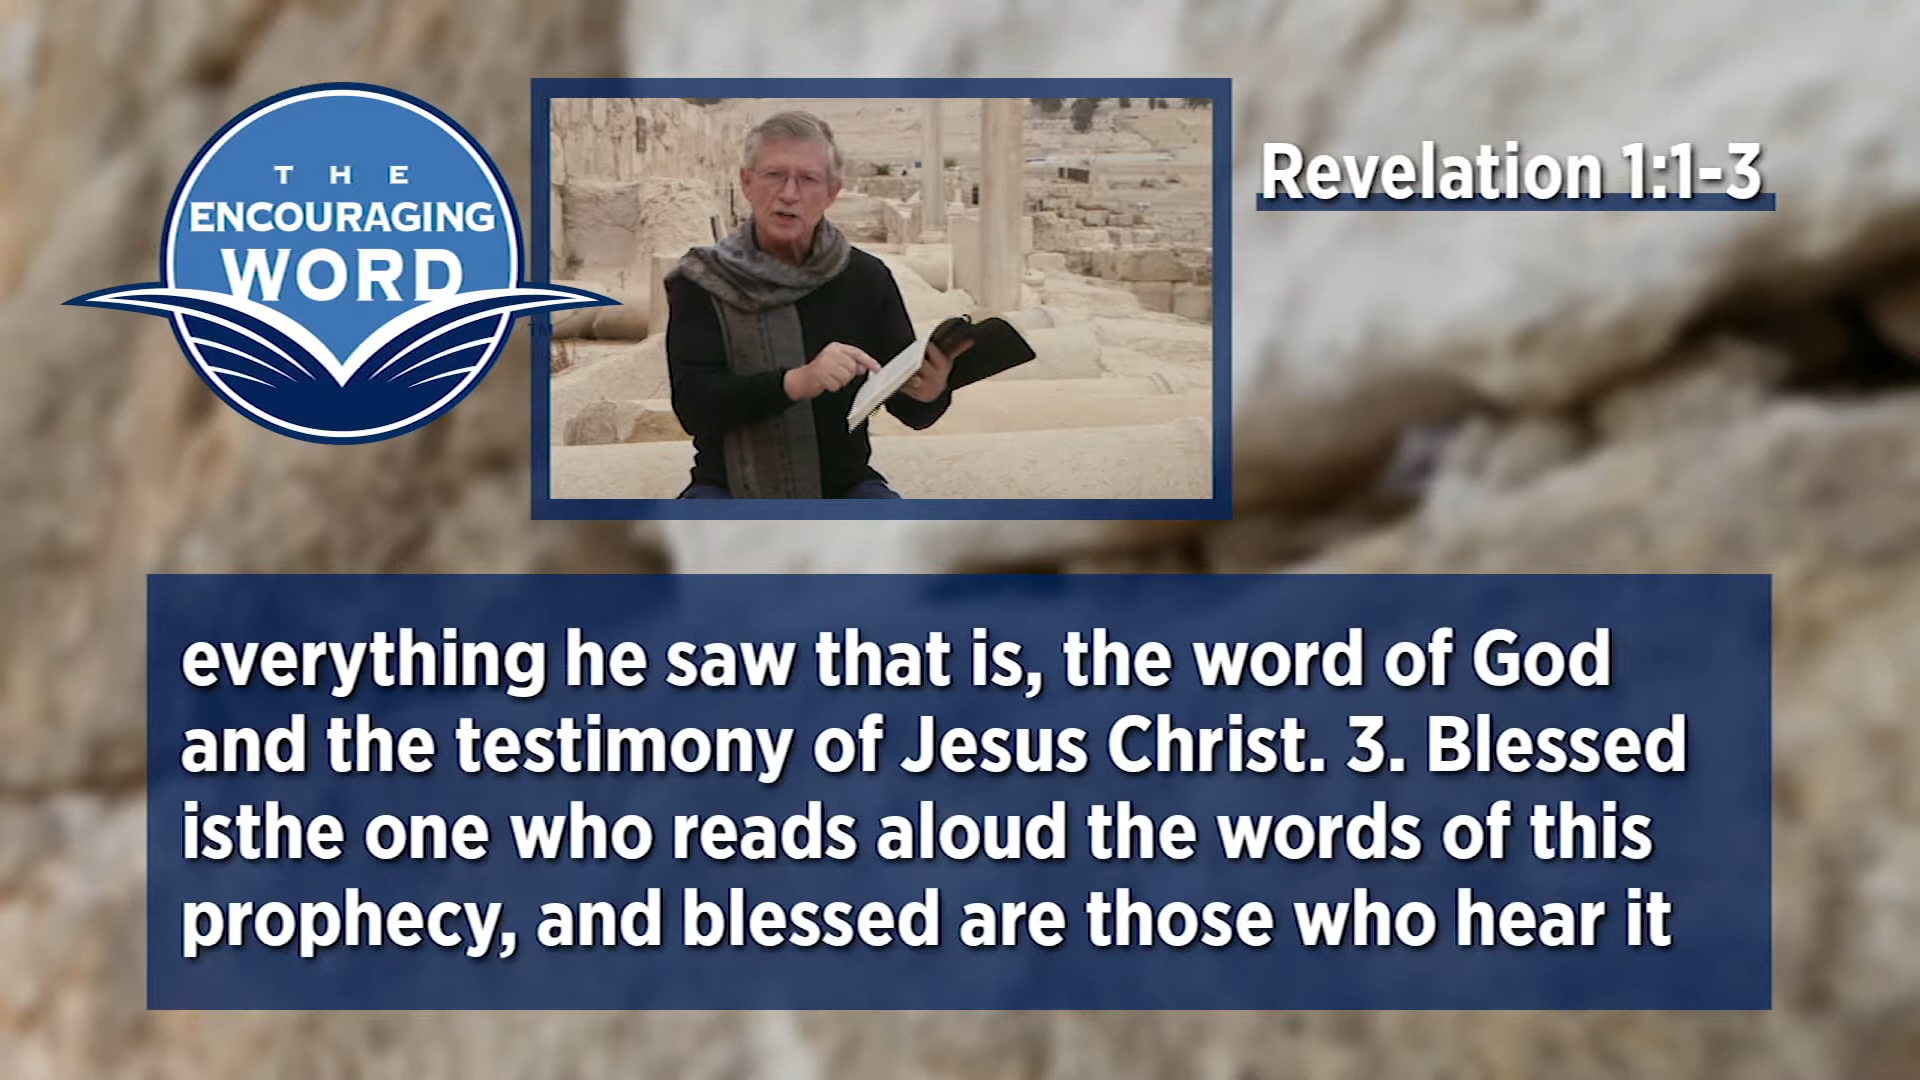 THE
ENCOURAGING
WORD
TM
Revelation 1:1-3
everything he saw that is, the word of God
and the testimony of Jesus Christ. 3. Blessed
isthe one who reads aloud the words of this
prophecy, and blessed are those who hear it